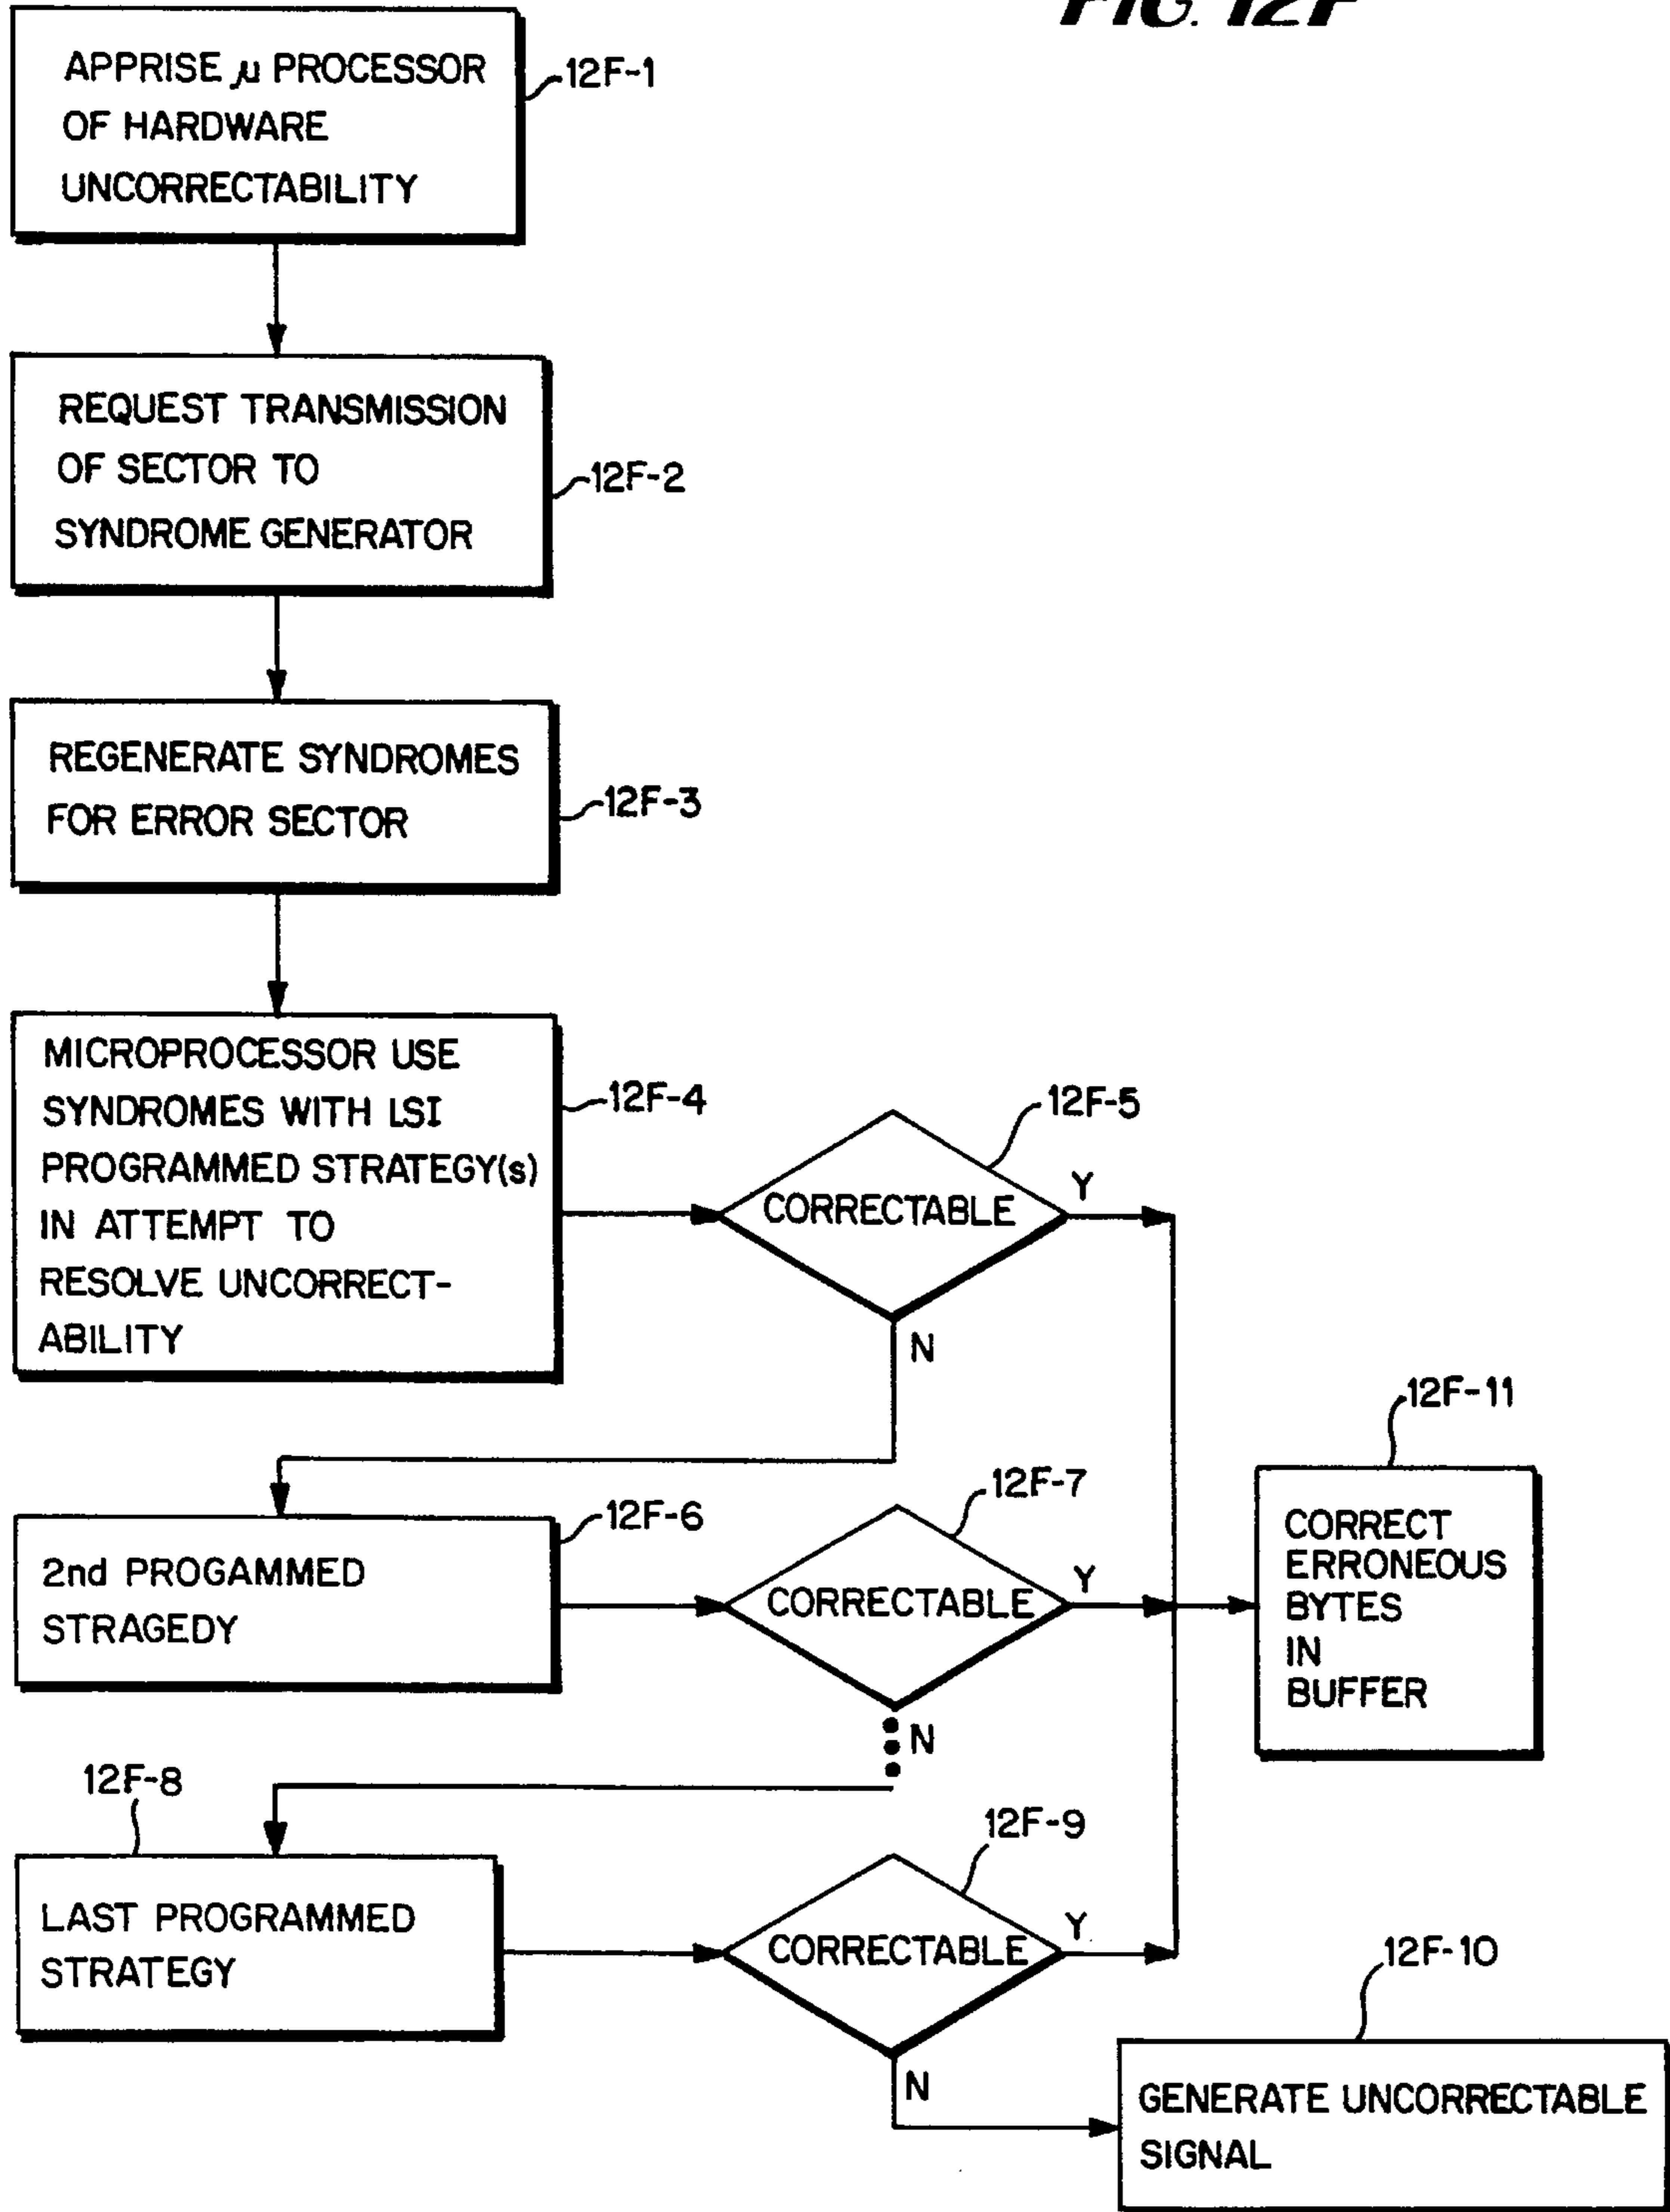 FIG. 12F
APPRISE μ PROCESSOR
OF HARDWARE
UNCORRECTABILITY
12F-1
REQUEST TRANSMISSION
OF SECTOR TO
SYNDROME GENERATOR
12F-2
REGENERATE SYNDROMES
FOR ERROR SECTOR
12F-3
MICROPROCESSOR USE
SYNDROMES WITH LSI
PROGRAMMED STRATEGY(s)
IN ATTEMPT TO
RESOLVE UNCORRECT-
ABILITY
12F-4
12F-5
CORRECTABLE
Y
N
2nd PROGAMMED
STRAGEDY
12F-6
12F-7
CORRECTABLE
Y
N
12F-11
CORRECT
ERRONEOUS
BYTES
IN
BUFFER
12F-8
LAST PROGRAMMED
STRATEGY
12F-9
CORRECTABLE
Y
N
12F-10
GENERATE UNCORRECTABLE
SIGNAL